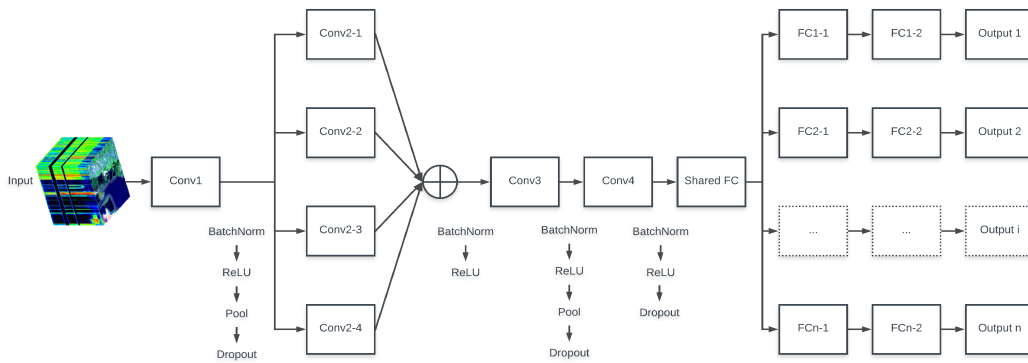 Input
Conv1
BatchNorm
ReLU
Pool
Dropout
Conv2-1
Conv2-2
Conv2-3
Conv2-4
BatchNorm
ReLU
Conv3
BatchNorm
ReLU
Pool
Dropout
Conv4
BatchNorm
ReLU
Dropout
Shared FC
FC1-1
FC1-2
Output 1
FC2-1
FC2-2
Output 2
...
...
Output i
FCn-1
FCn-2
Output n